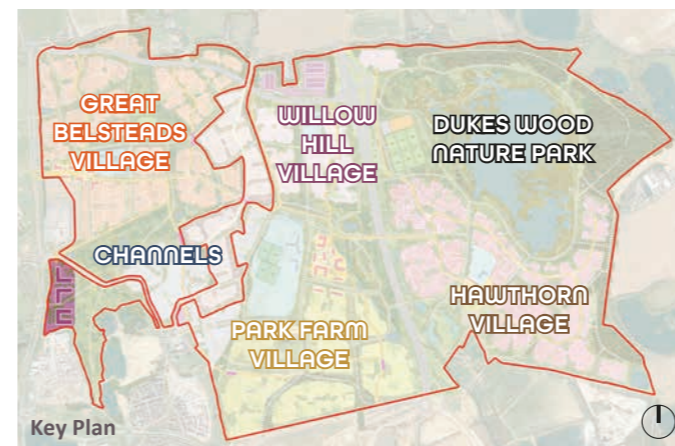 GREAT
BELSTEADS
VILLAGE
WILLOW
HILL
VILLAGE
DUKES WOOD
NATURE PARK
CHANNELS
HAWTHORN
VILLAGE
PARK FARM
VILLAGE
Key Plan